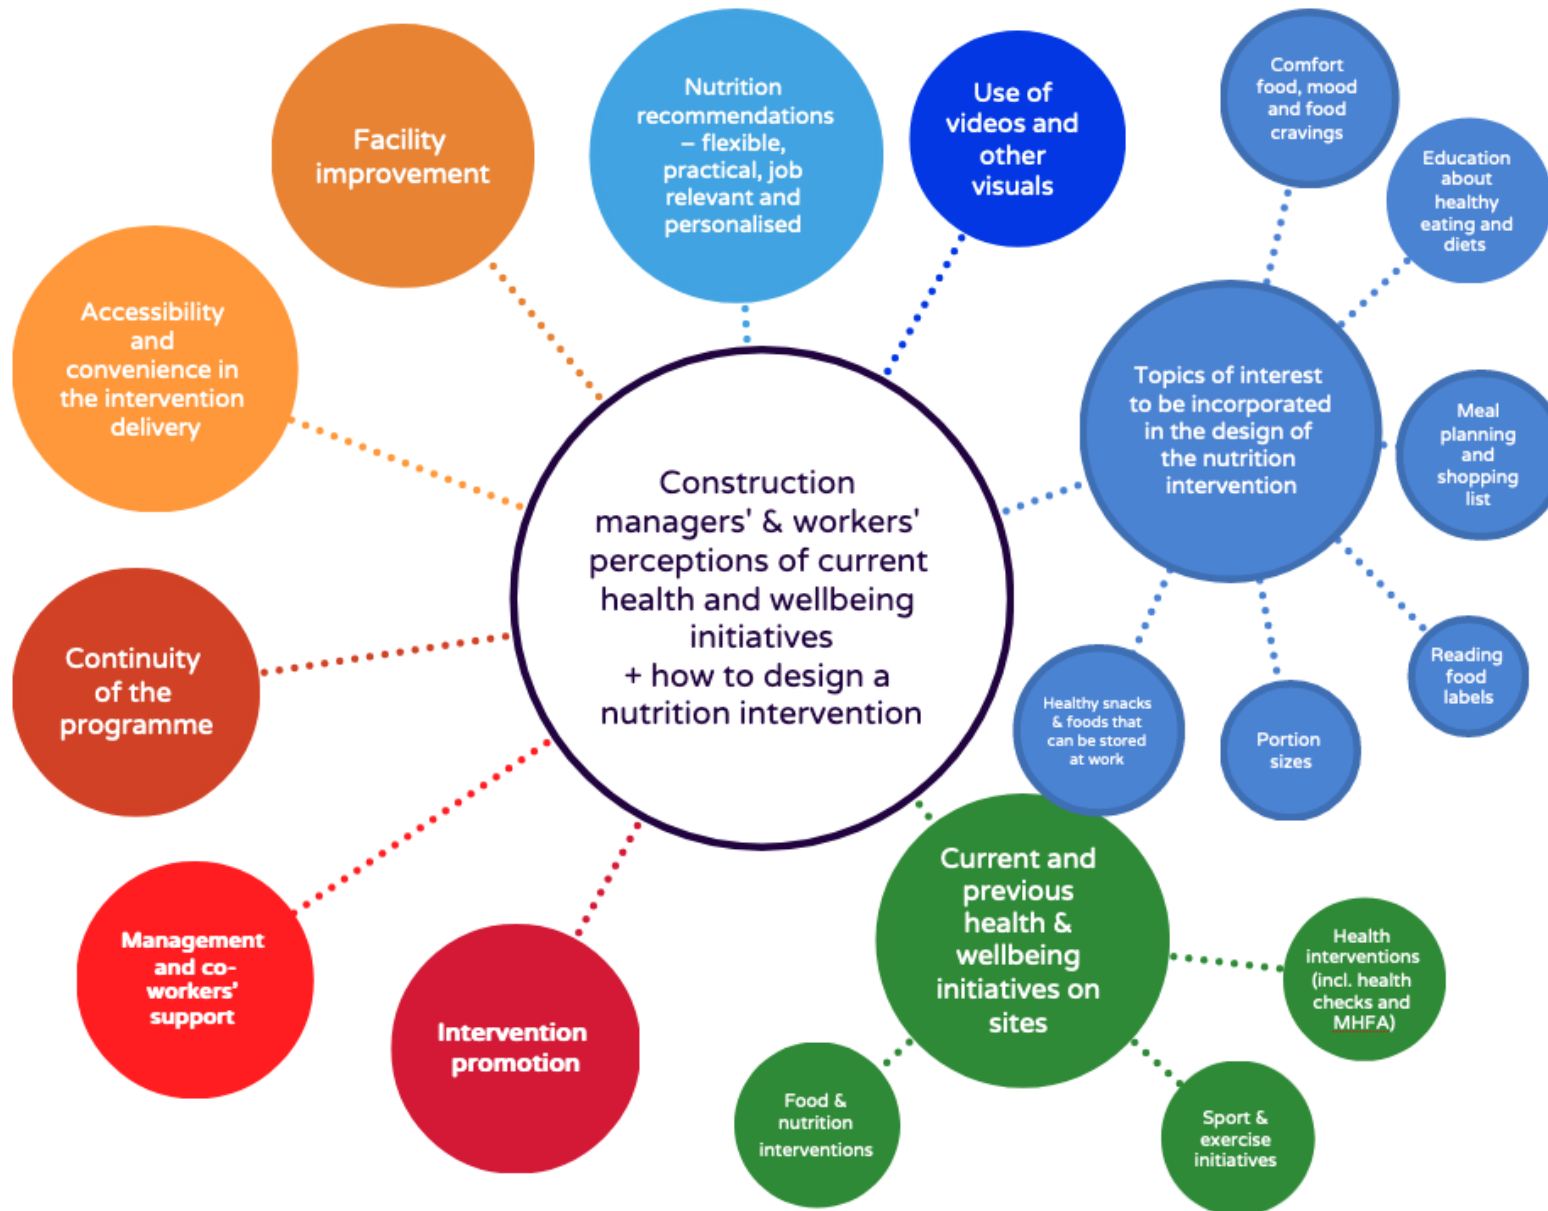 Facility
improvement
Nutrition
recommendations
– flexible,
practical, job
relevant and
personalised
Use of
videos and
other
visuals
Comfort
food, mood
and food
cravings
Education
about
healthy
eating and
diets
Accessibility
and
convenience in
the intervention
delivery
Topics of interest
to be incorporated
in the design of
the nutrition
intervention
Meal
planning
and
shopping
list
Construction
managers' & workers'
perceptions of current
health and wellbeing
initiatives
+ how to design a
nutrition intervention
Continuity
of the
programme
Reading
food
labels
Healthy snacks
& foods that
can be stored
at work
Portion
sizes
Management
and co-
workers'
support
Intervention
promotion
Current and
previous
health &
wellbeing
initiatives on
sites
Health
interventions
(incl. health
checks and
MHFA)
Food &
nutrition
interventions
Sport &
exercise
initiatives